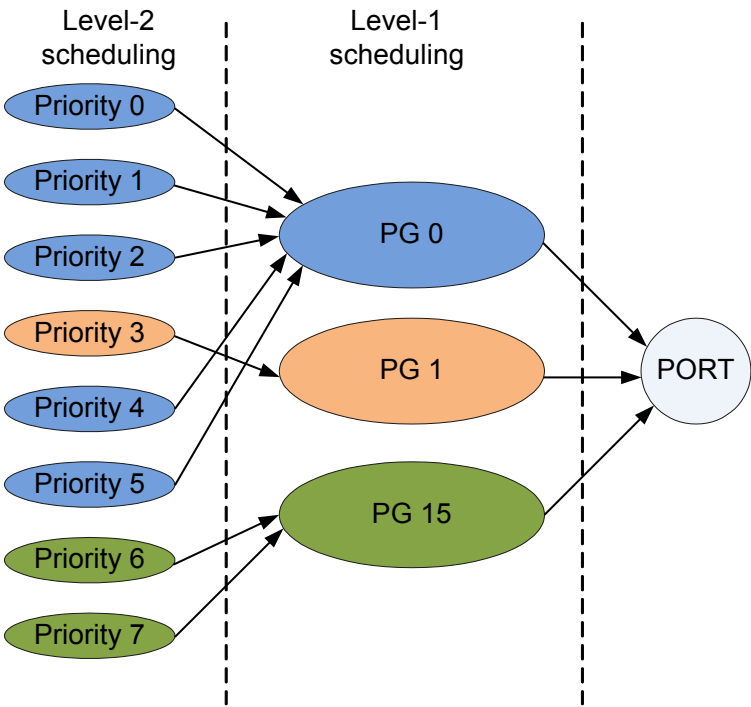 Level-2
scheduling
Level-1
scheduling
Priority 0
Priority 1
Priority 2
Priority 3
Priority 4
Priority 5
Priority 6
Priority 7
PG 0
PG 1
PG 15
PORT